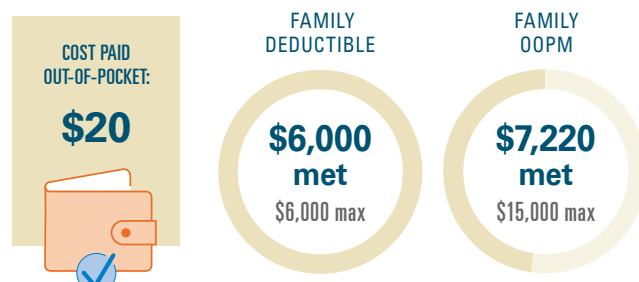 COST PAID
OUT-OF-POCKET:
$20
FAMILY
DEDUCTIBLE
$6,000
met
$6,000 max
FAMILY
OOPM
$7,220
met
$15,000 max